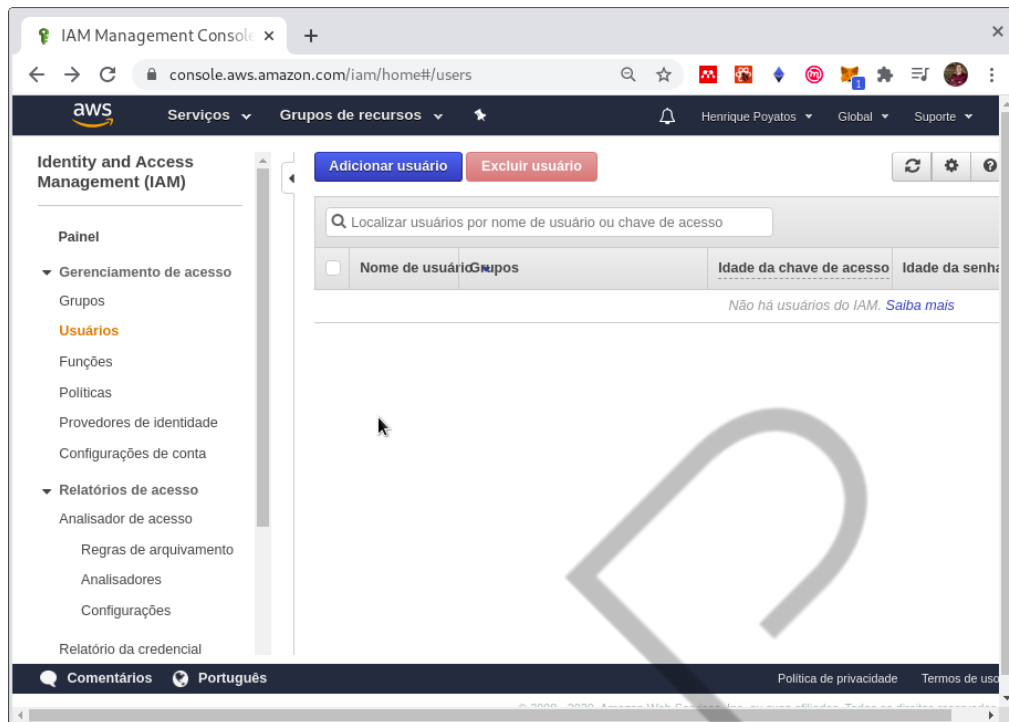 IAM Management Console
console.aws.amazon.com/iam/home#/users
1
aws
Serviços
Grupos de recursos
Henrique Poyatos
Global
Suporte
Identity and Access
Management (IAM)
Painel
Gerenciamento de acesso
Grupos
Usuários
Funções
Políticas
Provedores de identidade
Configurações de conta
Relatórios de acesso
Analisador de acesso
Regras de arquivamento
Analisadores
Configurações
Relatório da credencial
Adicionar usuário
Excluir usuário
Localizar usuários por nome de usuário ou chave de acesso
Nome de usuário
Grupos
Idade da chave de acesso
Idade da senha
Não há usuários do IAM. Saiba mais
Comentários
Português
Política de privacidade
Termos de uso